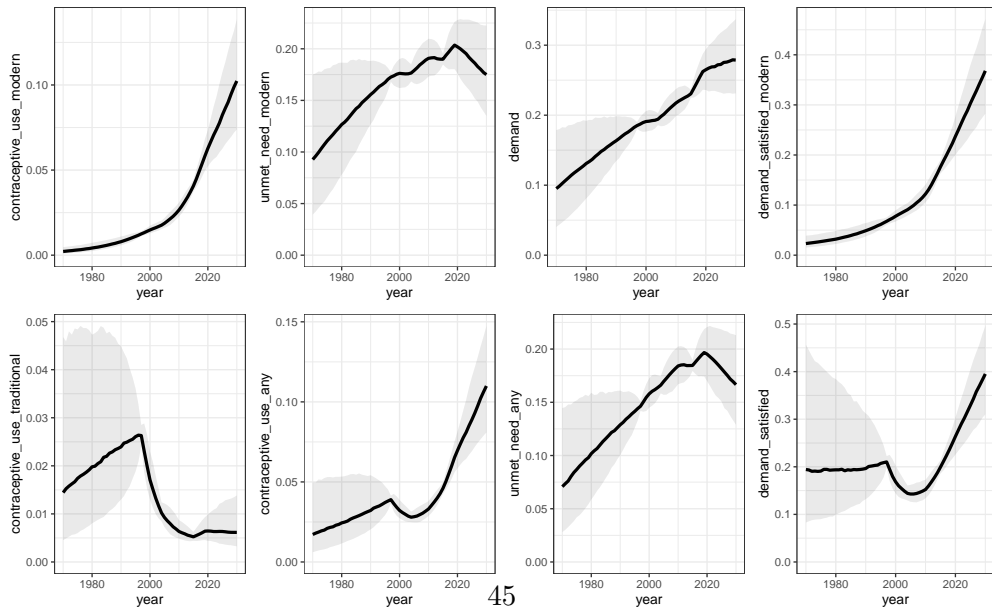 contraceptive_use_modern
0.10
0.05
0.00
1980 2000 2020
year
unmet_need_modern
0.20
0.15
0.10
0.05
0.00
1980 2000 2020
year
demand
0.3
0.2
0.1
0.0
1980 2000 2020
year
demand_satisfied_modern
0.4
0.3
0.2
0.1
0.0
1980 2000 2020
year
contraceptive_use_traditional
0.05
0.04
0.03
0.02
0.01
0.00
1980 2000 2020
year
contraceptive_use_any
0.15
0.10
0.05
0.00
1980 2000 2020
year
unmet_need_any
0.20
0.15
0.10
0.05
0.00
1980 2000 2020
year
demand_satisfied
0.5
0.4
0.3
0.2
0.1
0.0
1980 2000 2020
year
45